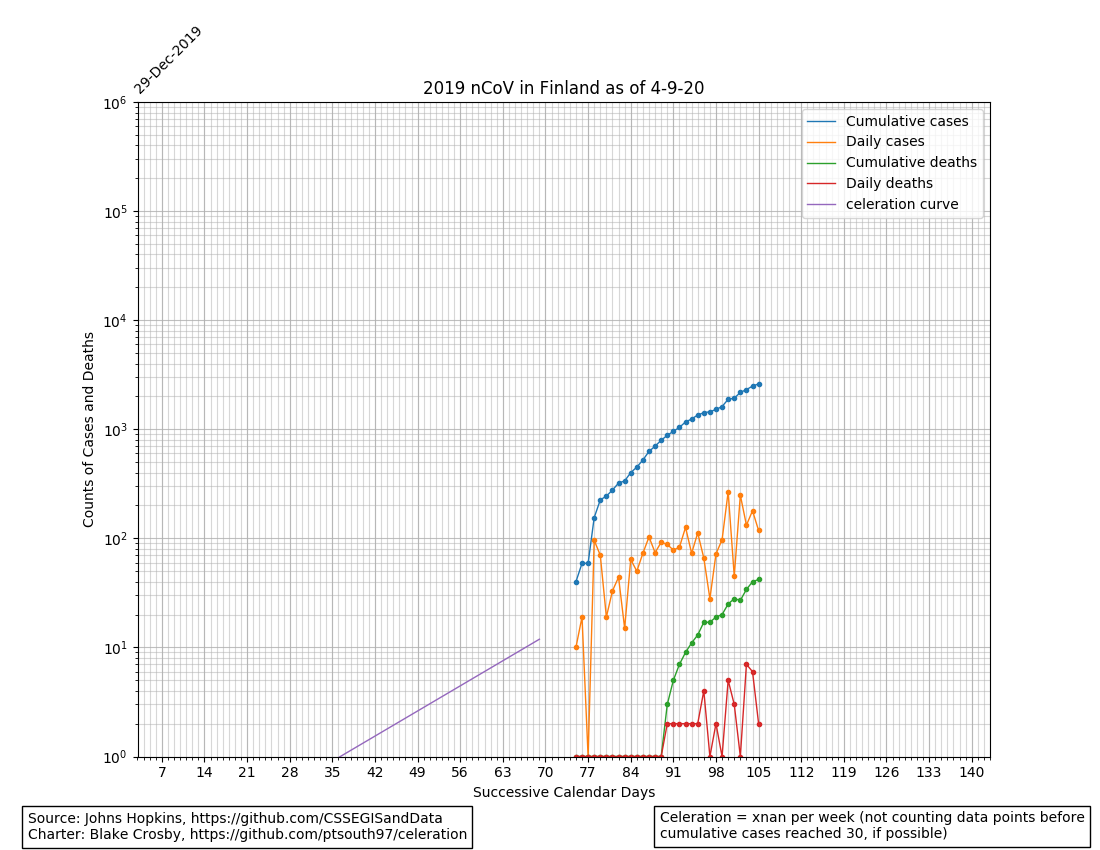 29-Dec-2019
2019 nCoV in Finland as of 4-9-20
Cumulative cases
Daily cases
Cumulative deaths
Daily deaths
celeration curve
Counts of Cases and Deaths
10^6
10^5
10^4
10^3
10^2
10^1
10^0
7 14 21 28 35 42 49 56 63 70 77 84 91 98 105 112 119 126 133 140
Successive Calendar Days
Source: Johns Hopkins, https://github.com/CSSEGISandData
Charter: Blake Crosby, https://github.com/ptsouth97/celeration
Celeration = xnan per week (not counting data points before
cumulative cases reached 30, if possible)